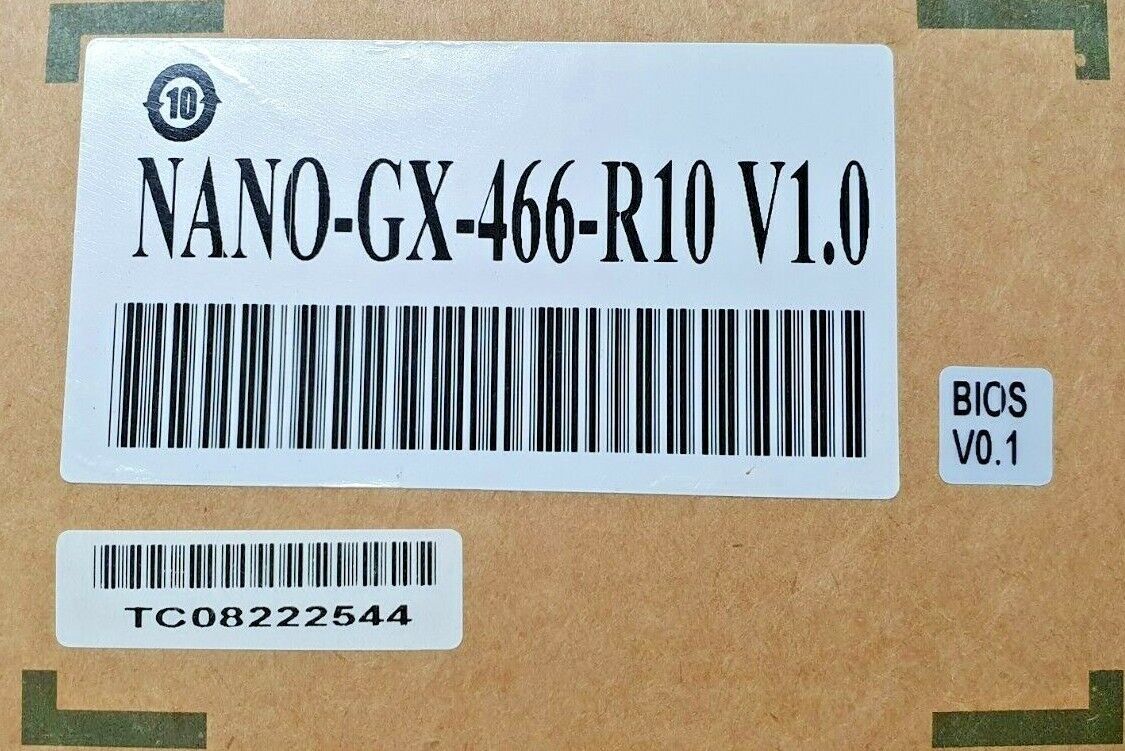 10
NANO-GX-466-R10 V1.0
BIOS
V0.1
TC08222544